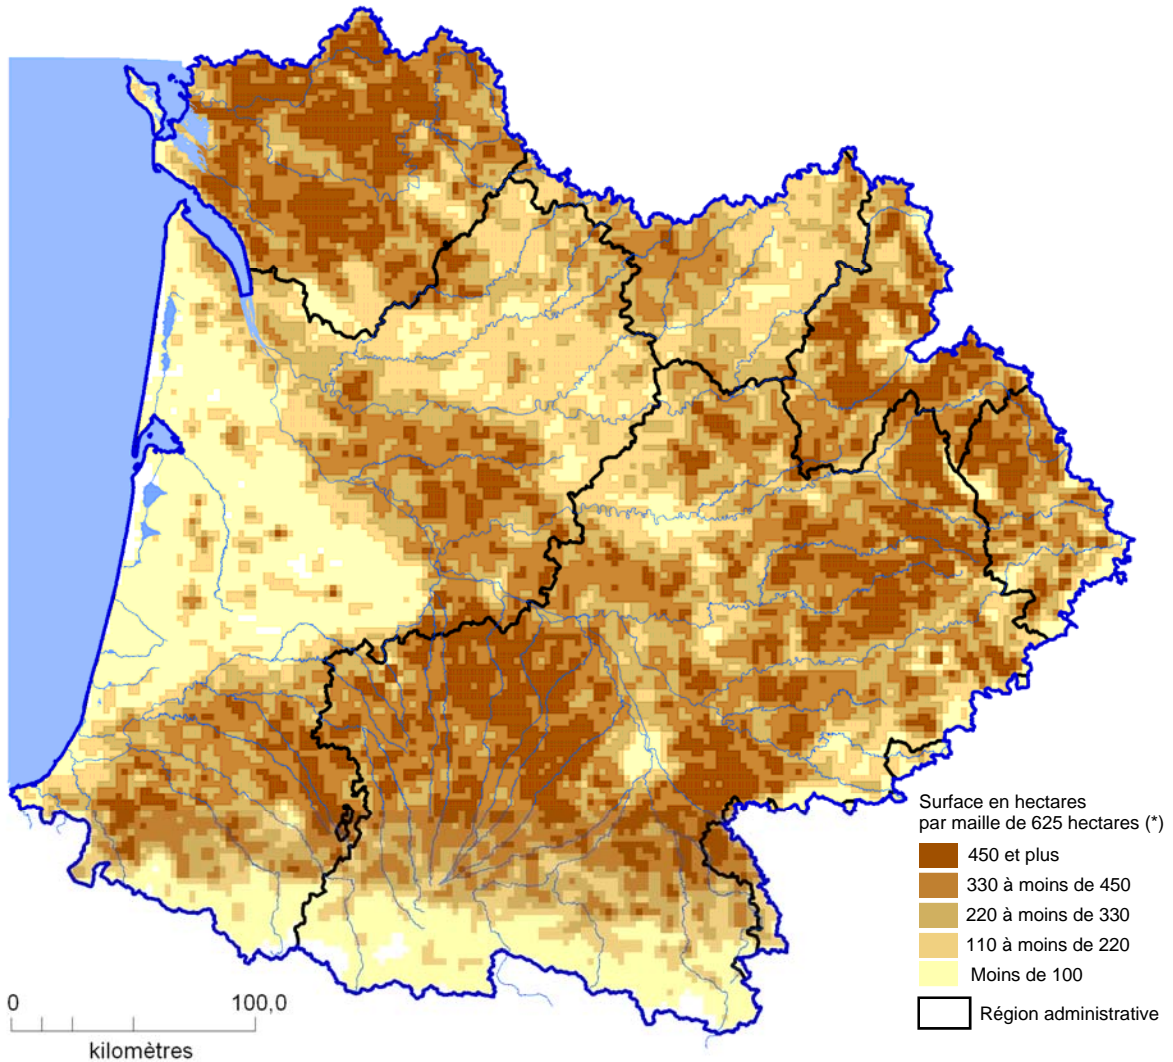 Surface en hectares
par maille de 625 hectares (*)
450 et plus
330 à moins de 450
220 à moins de 330
110 à moins de 220
Moins de 100
Région administrative
0 100,0
kilomètres